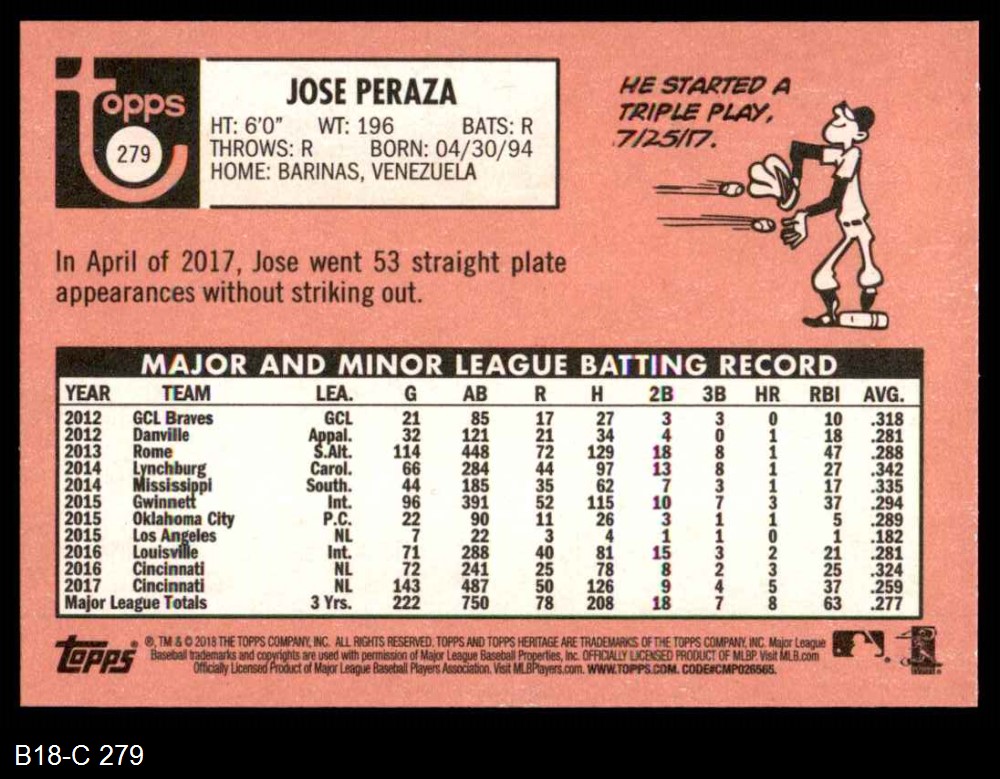 Topps
279
JOSE PERAZA
HT: 6'0" WT: 196 BATS: R
THROWS: R BORN: 04/30/94
HOME: BARINAS, VENEZUELA
HE STARTED A
TRIPLE PLAY,
7/25/17.
In April of 2017, Jose went 53 straight plate
appearances without striking out.
MAJOR AND MINOR LEAGUE BATTING RECORD
YEAR TEAM LEA. G AB R H 2B 3B HR RBI AVG.
2012 GCL Braves GCL 21 85 17 27 3 3 0 10 .318
2012 Danville Appal. 32 121 21 34 4 0 1 18 .281
2013 Rome S.Alt. 114 448 72 129 18 8 1 47 .288
2014 Lynchburg Carol. 66 284 44 97 13 8 1 27 .342
2014 Mississippi South. 44 185 35 62 7 3 1 17 .335
2015 Gwinnett Int. 96 391 52 115 10 7 3 37 .294
2015 Oklahoma City P.C. 22 90 11 26 3 1 1 5 .289
2015 Los Angeles NL 7 22 3 4 1 1 0 1 .182
2016 Louisville Int. 71 288 40 81 15 3 2 21 .281
2016 Cincinnati NL 72 241 25 78 8 2 3 25 .324
2017 Cincinnati NL 143 487 50 126 9 4 5 37 .259
Major League Totals 3 Yrs. 222 750 78 208 18 7 8 63 .277
Topps ®, TM & © 2018 THE TOPPS COMPANY, INC. ALL RIGHTS RESERVED. TOPPS AND TOPPS HERITAGE ARE TRADEMARKS OF THE TOPPS COMPANY, INC. Major League
Baseball trademarks and copyrights are used with permission of Major League Baseball Properties, Inc. OFFICIALLY LICENSED PRODUCT OF MLBP. Visit MLB.com
Officially Licensed Product of Major League Baseball Players Association. Visit MLBPlayers.com. WWW.TOPPS.COM. CODE#CMP026565.
B18-C 279